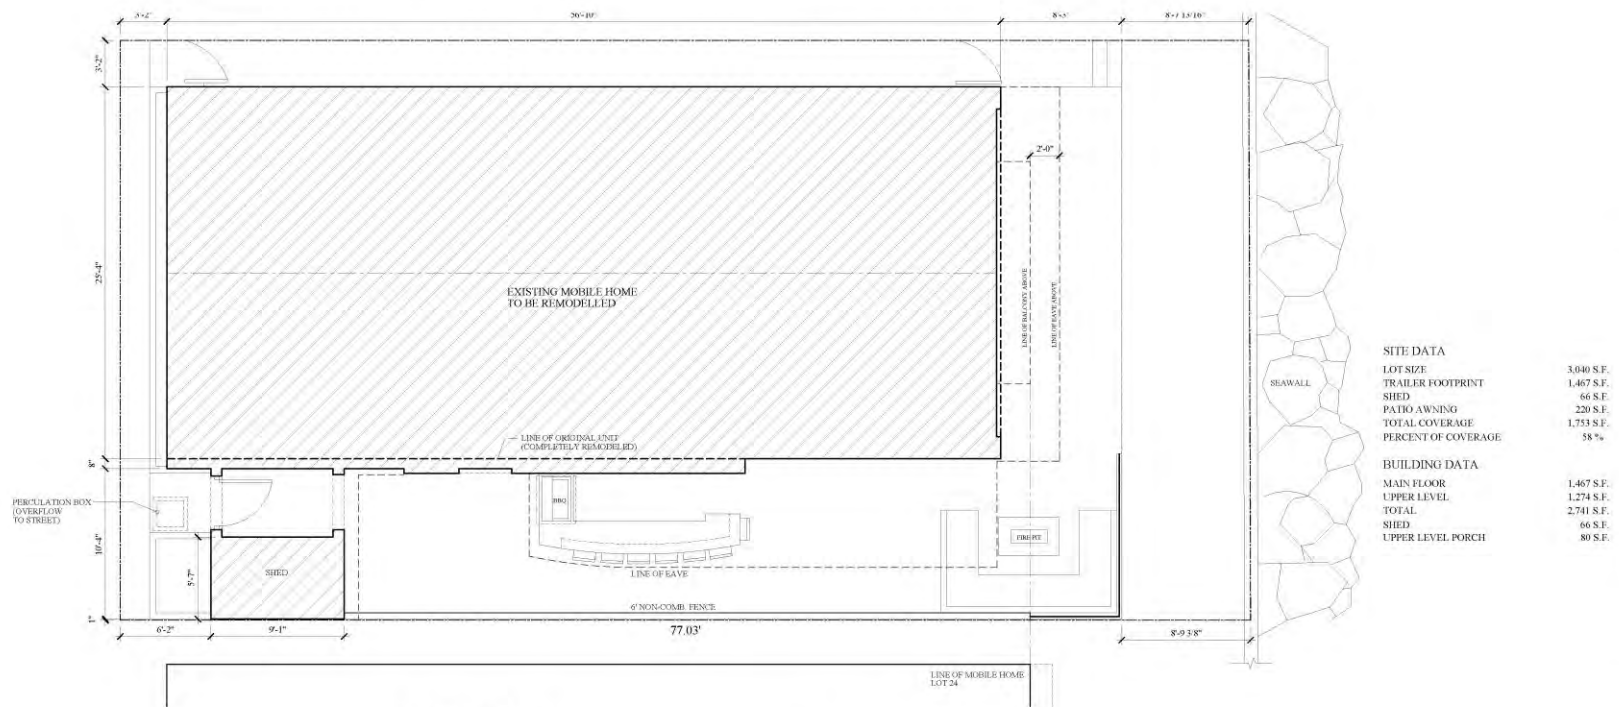 3'-2"
56'-10"
8'-3"
8'-7 13/16"
3'-2"
2'-0"
25'-4"
EXISTING MOBILE HOME
TO BE REMODELLED
LINE OF BALCONY ABOVE
LINE OF EAVE ABOVE
SEAWALL
LINE OF ORIGINAL UNIT
(COMPLETELY REMODELED)
8"
PERCULATION BOX
(OVERFLOW
TO STREET)
BBQ
10'-4"
5'-7"
SHED
FIRE PIT
LINE OF EAVE
6' NON-COMB. FENCE
1"
6'-2"
9'-1"
77.03'
8'-9 3/8"
LINE OF MOBILE HOME
LOT 24
SITE DATA
LOT SIZE 3,040 S.F.
TRAILER FOOTPRINT 1,467 S.F.
SHED 66 S.F.
PATIO AWNING 220 S.F.
TOTAL COVERAGE 1,753 S.F.
PERCENT OF COVERAGE 58 %
BUILDING DATA
MAIN FLOOR 1,467 S.F.
UPPER LEVEL 1,274 S.F.
TOTAL 2,741 S.F.
SHED 66 S.F.
UPPER LEVEL PORCH 80 S.F.